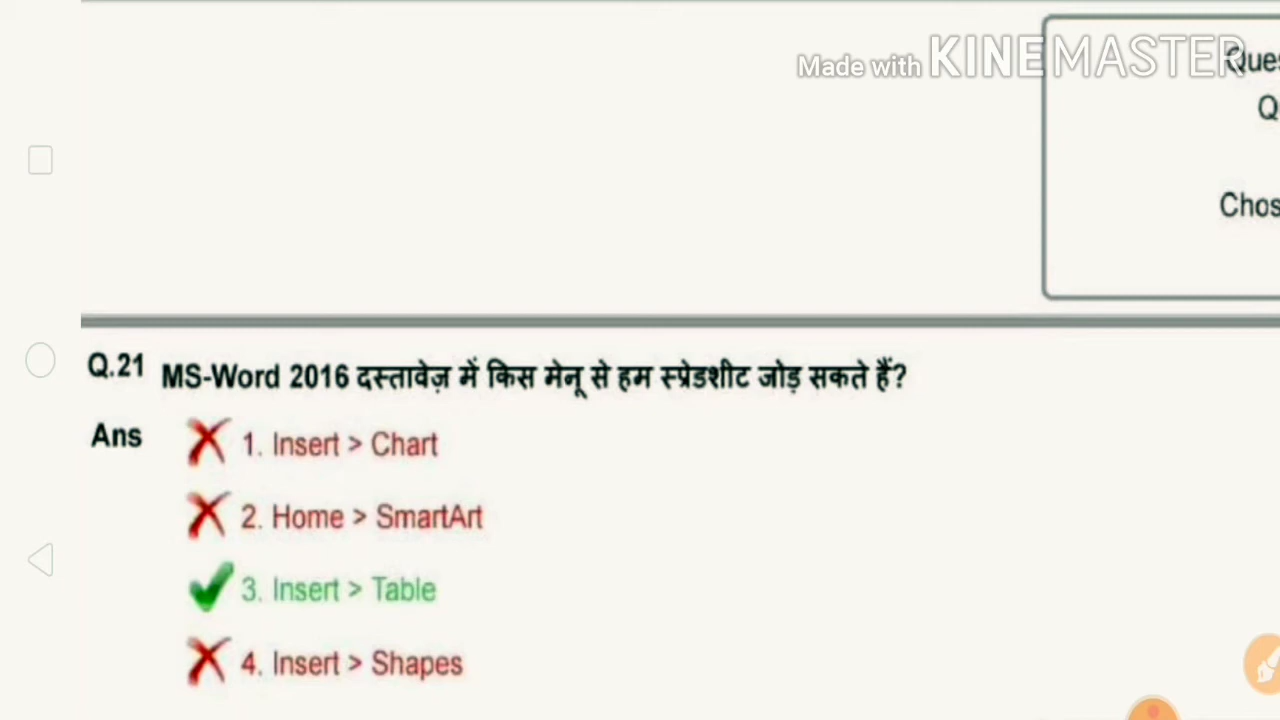 Made with KINEMASTER
Q
Q.21 MS-Word 2016 दस्तावेज़ में किस मेनू से हम स्प्रेडशीट जोड़ सकते हैं?
Ans 1. Insert > Chart
2. Home > SmartArt
3. Insert > Table
4. Insert > Shapes